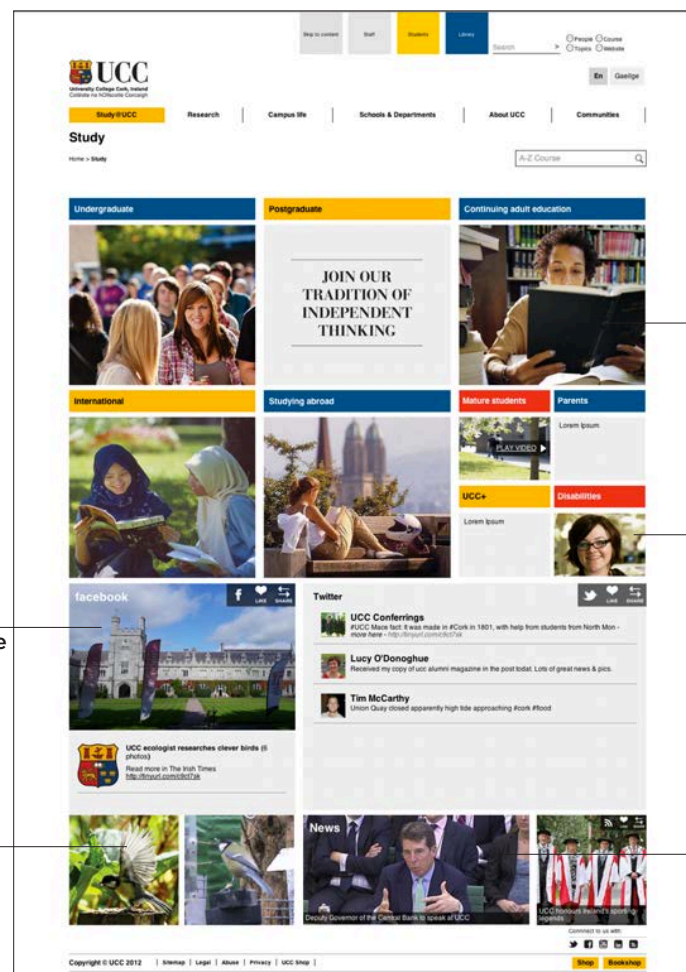 Skip to content
Staff
Students
Library
Search
>
People Course
Topics Website
UCC
University College Cork, Ireland
Coláiste na hOllscoile Corcaigh
En Gaeilge
Study@UCC
Research
Campus life
Schools & Departments
About UCC
Communities
Study
Home > Study
A-Z Course
Undergraduate
Postgraduate
Continuing adult education
JOIN OUR
TRADITION OF
INDEPENDENT
THINKING
International
Studying abroad
Mature students
Parents
PLAY VIDEO
Lorem Ipsum
UCC+
Disabilities
Lorem Ipsum
facebook
f
LIKE
SHARE
Twitter
LIKE
SHARE
UCC Conferrings
#UCC Mace fact: It was made in #Cork in 1801, with help from students from North Mon -
more here - http://tinyurl.com/c8ct7sk
Lucy O'Donoghue
Received my copy of ucc alumni magazine in the post todat. Lots of great news & pics.
Tim McCarthy
Union Quay closed apparently high tide approaching #cork #flood
e
UCC ecologist researches clever birds (6
photos)
Read more in The Irish Times
http://tinyurl.com/c8ct7sk
News
LIKE
SHARE
Deputy Governor of the Central Bank to speak at UCC
UCC honours Ireland's sporting
legends
Connnect to us with:
Copyright © UCC 2012 | Sitemap | Legal | Abuse | Privacy | UCC Shop |
Shop
Bookshop